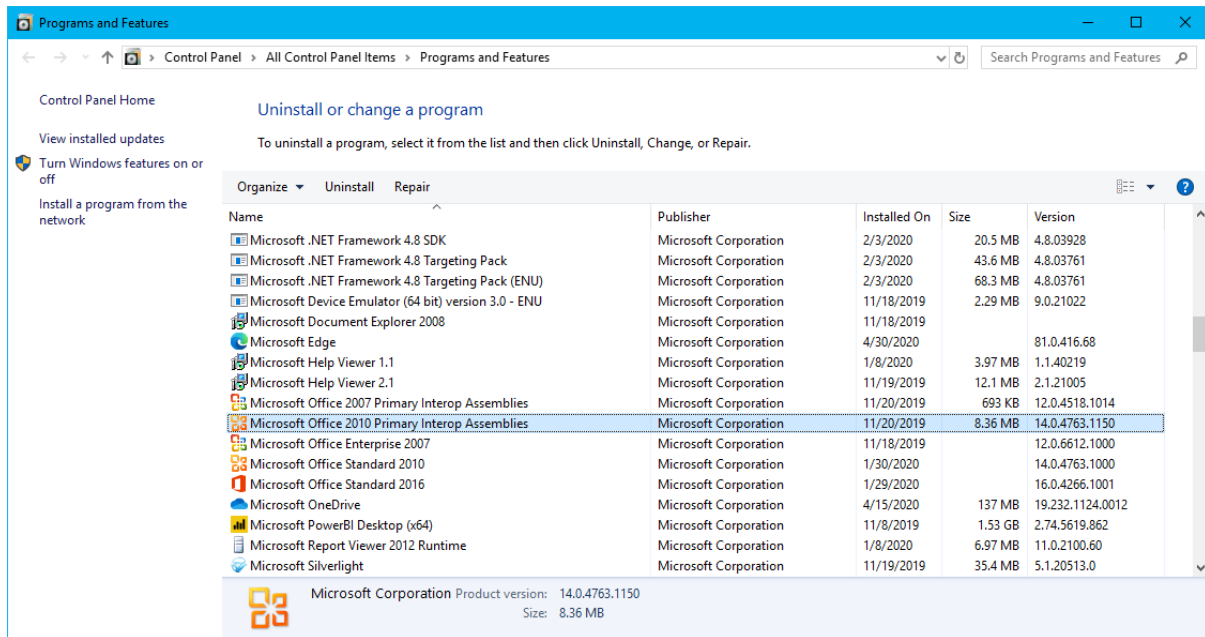 Programs and Features
Control Panel > All Control Panel Items > Programs and Features
Search Programs and Features
Control Panel Home
View installed updates
Turn Windows features on or
off
Install a program from the
network
Uninstall or change a program
To uninstall a program, select it from the list and then click Uninstall, Change, or Repair.
Organize Uninstall Repair
Name Publisher Installed On Size Version
Microsoft .NET Framework 4.8 SDK Microsoft Corporation 2/3/2020 20.5 MB 4.8.03928
Microsoft .NET Framework 4.8 Targeting Pack Microsoft Corporation 2/3/2020 43.6 MB 4.8.03761
Microsoft .NET Framework 4.8 Targeting Pack (ENU) Microsoft Corporation 2/3/2020 68.3 MB 4.8.03761
Microsoft Device Emulator (64 bit) version 3.0 - ENU Microsoft Corporation 11/18/2019 2.29 MB 9.0.21022
Microsoft Document Explorer 2008 Microsoft Corporation 11/18/2019
Microsoft Edge Microsoft Corporation 4/30/2020 81.0.416.68
Microsoft Help Viewer 1.1 Microsoft Corporation 1/8/2020 3.97 MB 1.1.40219
Microsoft Help Viewer 2.1 Microsoft Corporation 11/19/2019 12.1 MB 2.1.21005
Microsoft Office 2007 Primary Interop Assemblies Microsoft Corporation 11/20/2019 693 KB 12.0.4518.1014
Microsoft Office 2010 Primary Interop Assemblies Microsoft Corporation 11/20/2019 8.36 MB 14.0.4763.1150
Microsoft Office Enterprise 2007 Microsoft Corporation 11/18/2019 12.0.6612.1000
Microsoft Office Standard 2010 Microsoft Corporation 1/30/2020 14.0.4763.1000
Microsoft Office Standard 2016 Microsoft Corporation 1/29/2020 16.0.4266.1001
Microsoft OneDrive Microsoft Corporation 4/15/2020 137 MB 19.232.1124.0012
Microsoft PowerBI Desktop (x64) Microsoft Corporation 11/8/2019 1.53 GB 2.74.5619.862
Microsoft Report Viewer 2012 Runtime Microsoft Corporation 1/8/2020 6.97 MB 11.0.2100.60
Microsoft Silverlight Microsoft Corporation 11/19/2019 35.4 MB 5.1.20513.0
Microsoft Corporation Product version: 14.0.4763.1150
Size: 8.36 MB